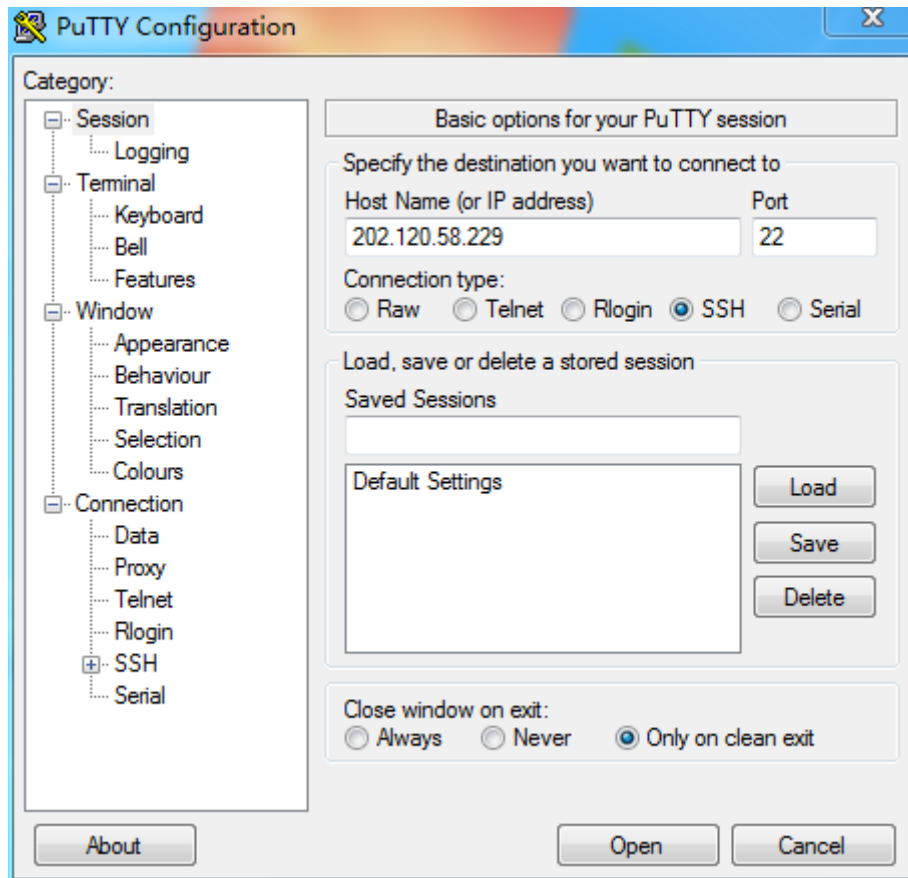 PuTTY Configuration
Category:
Session
Logging
Terminal
Keyboard
Bell
Features
Window
Appearance
Behaviour
Translation
Selection
Colours
Connection
Data
Proxy
Telnet
Rlogin
SSH
Serial
Basic options for your PuTTY session
Specify the destination you want to connect to
Host Name (or IP address) Port
202.120.58.229 22
Connection type:
Raw Telnet Rlogin SSH Serial
Load, save or delete a stored session
Saved Sessions
Default Settings
Load
Save
Delete
Close window on exit:
Always Never Only on clean exit
About Open Cancel